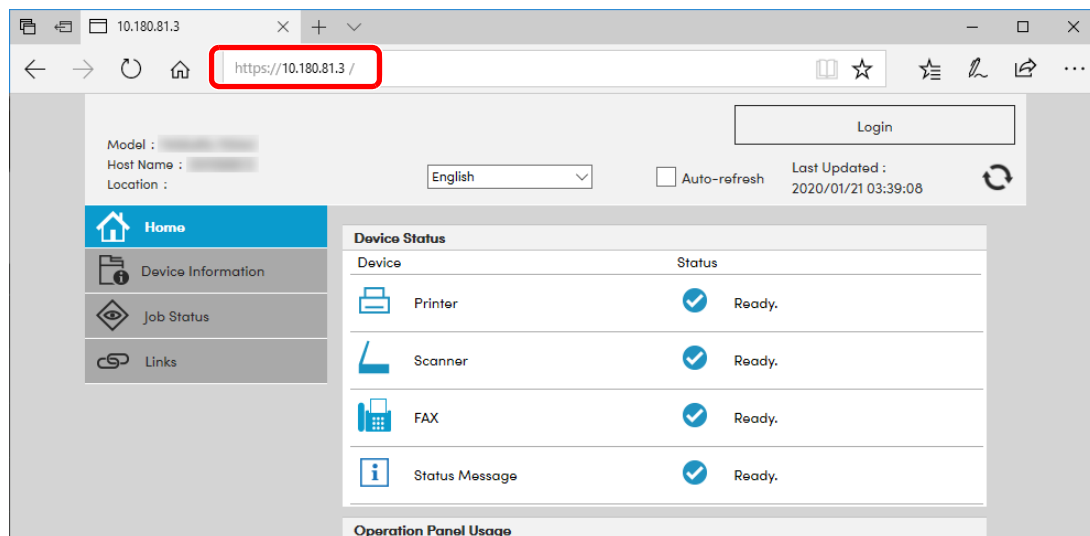 10.180.81.3
https://10.180.81.3 /
Login
Model :
Host Name :
Location :
English
Auto-refresh
Last Updated :
2020/01/21 03:39:08
Home
Device Information
Job Status
Links
Device Status
Device Status
Printer Ready.
Scanner Ready.
FAX Ready.
Status Message Ready.
Operation Panel Usage